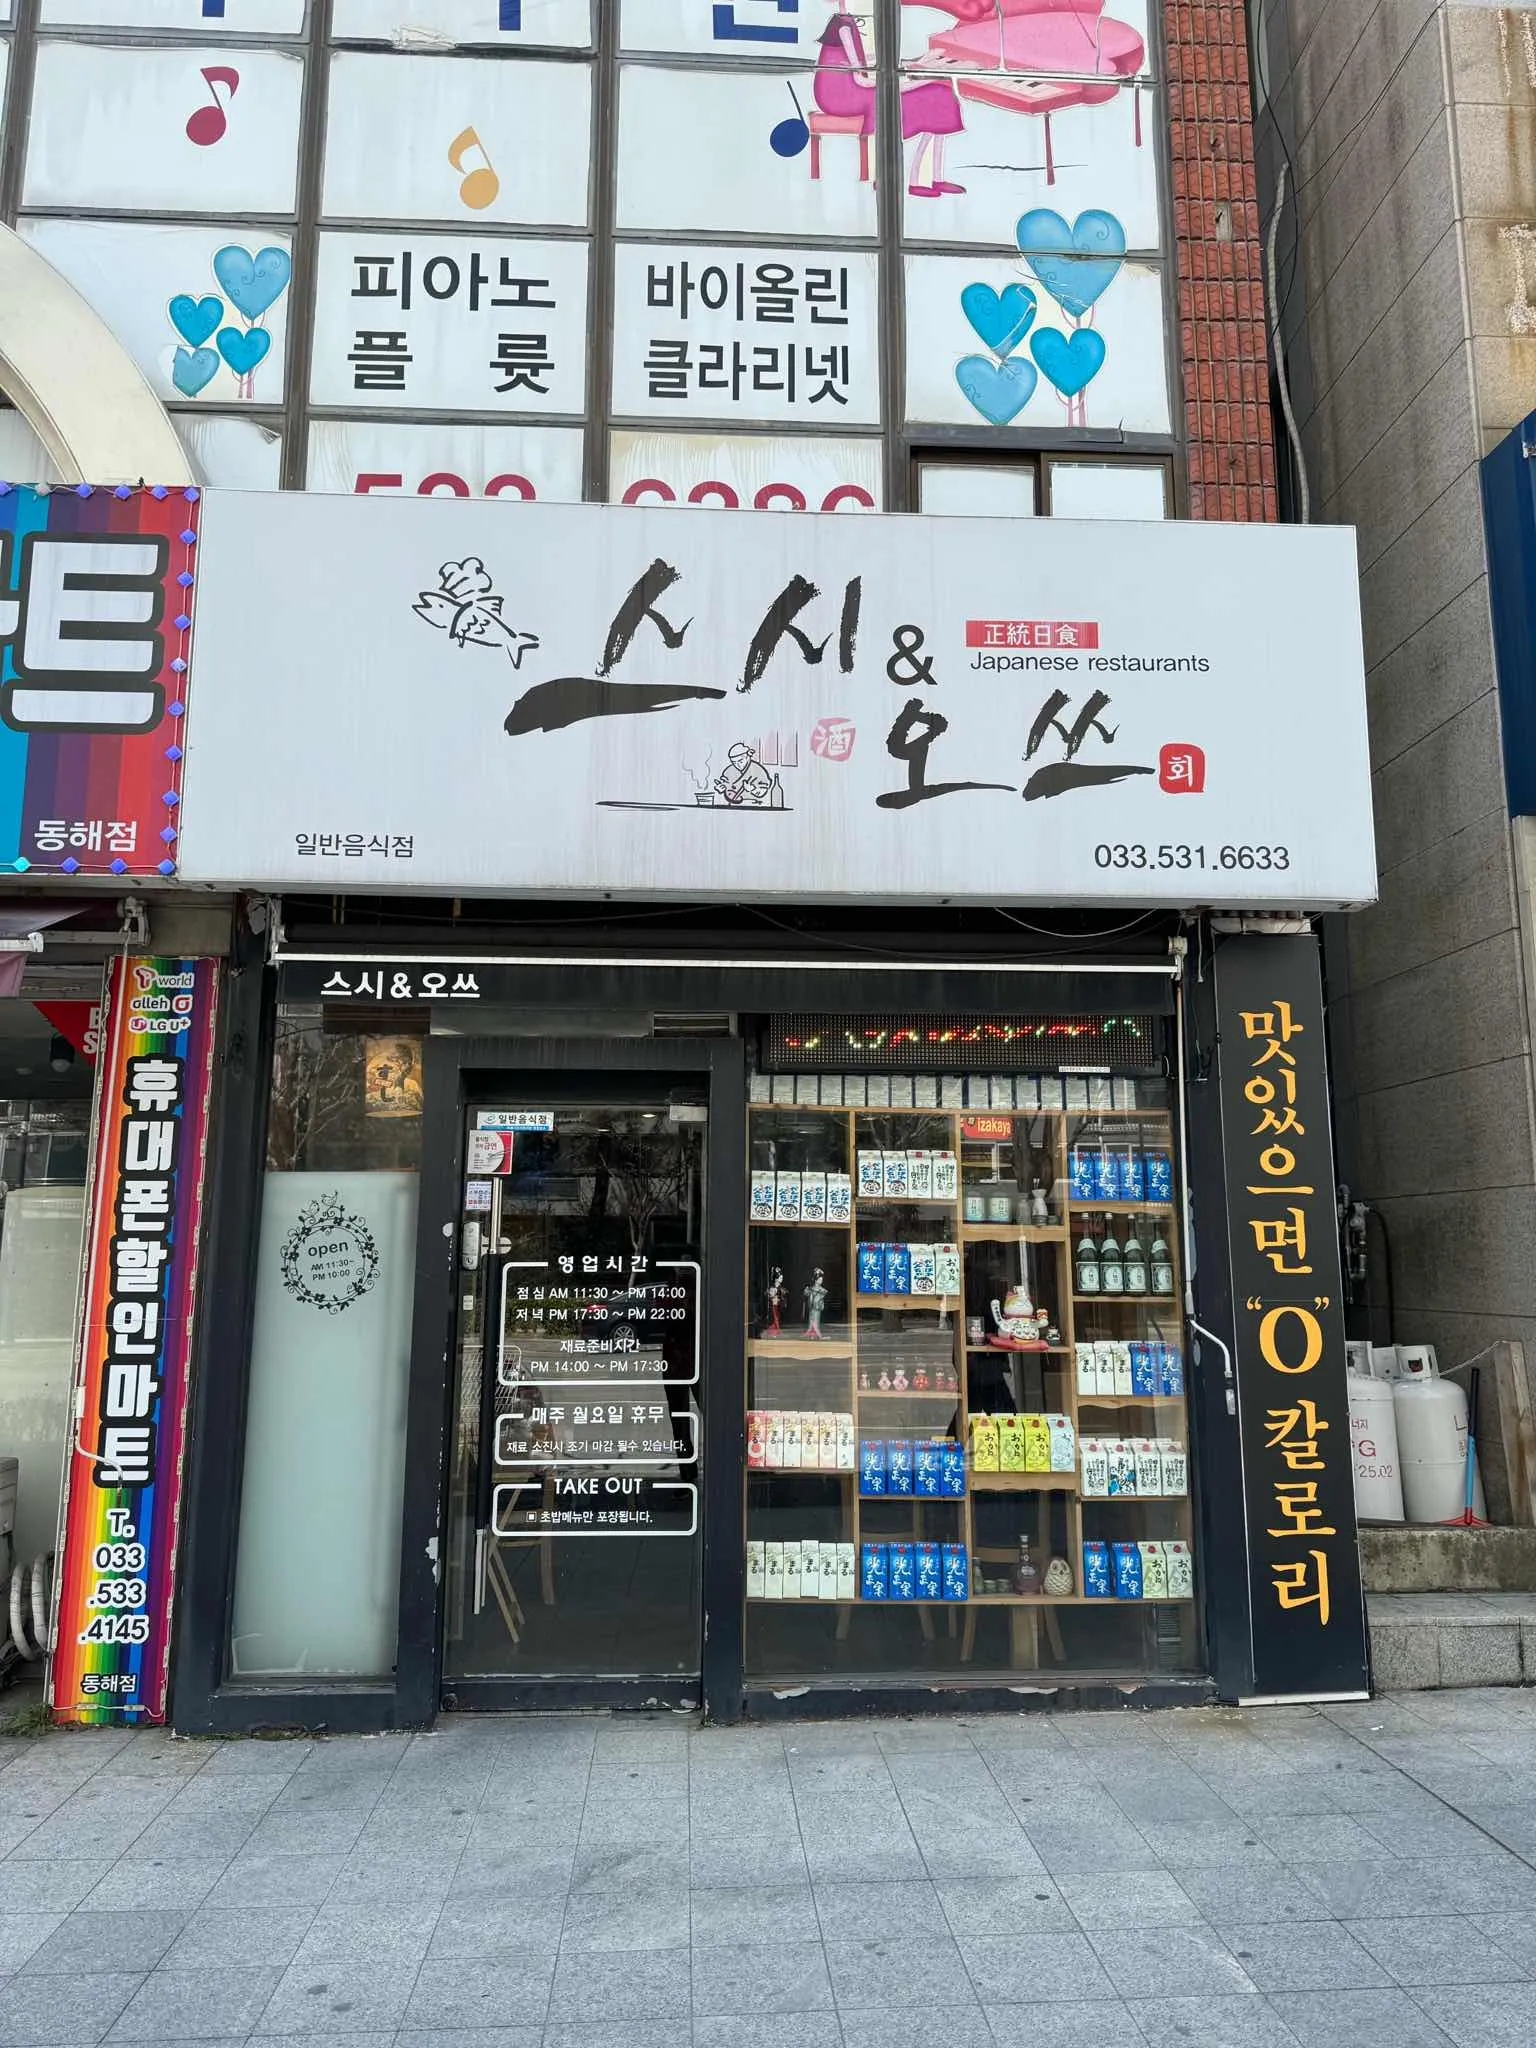 피아노
플 룻
바이올린
클라리넷
트
동해점
스시&
正統日食
Japanese restaurants
酒
오쓰
회
일반음식점
033.531.6633
스시&오쓰
T world
olleh
LG U+
휴대폰할인마트
T.
033
.533
.4145
동해점
open
AM 11:30~
PM 10:00
일반음식점
금연
영업시간
점심 AM 11:30 ~ PM 14:00
저녁 PM 17:30 ~ PM 22:00
재료준비시간
PM 14:00 ~ PM 17:30
매주 월요일 휴무
재료 소진시 조기 마감 될수 있습니다.
TAKE OUT
▣ 초밥메뉴만 포장됩니다.
izakaya
맛있으면 "0" 칼로리